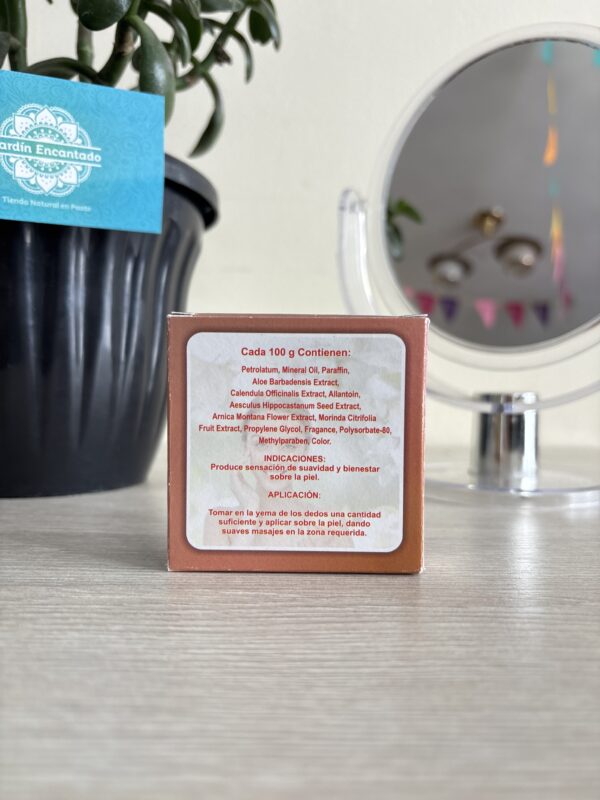 ardín Encantado
Tienda Natural en Pasto
Cada 100 g Contienen:
Petrolatum, Mineral Oil, Paraffin,
Aloe Barbadensis Extract,
Calendula Officinalis Extract, Allantoin,
Aesculus Hippocastanum Seed Extract,
Arnica Montana Flower Extract, Morinda Citrifolia
Fruit Extract, Propylene Glycol, Fragance, Polysorbate-80,
Methylparaben, Color.
INDICACIONES:
Produce sensación de suavidad y bienestar
sobre la piel.
APLICACIÓN:
Tomar en la yema de los dedos una cantidad
suficiente y aplicar sobre la piel, dando
suaves masajes en la zona requerida.